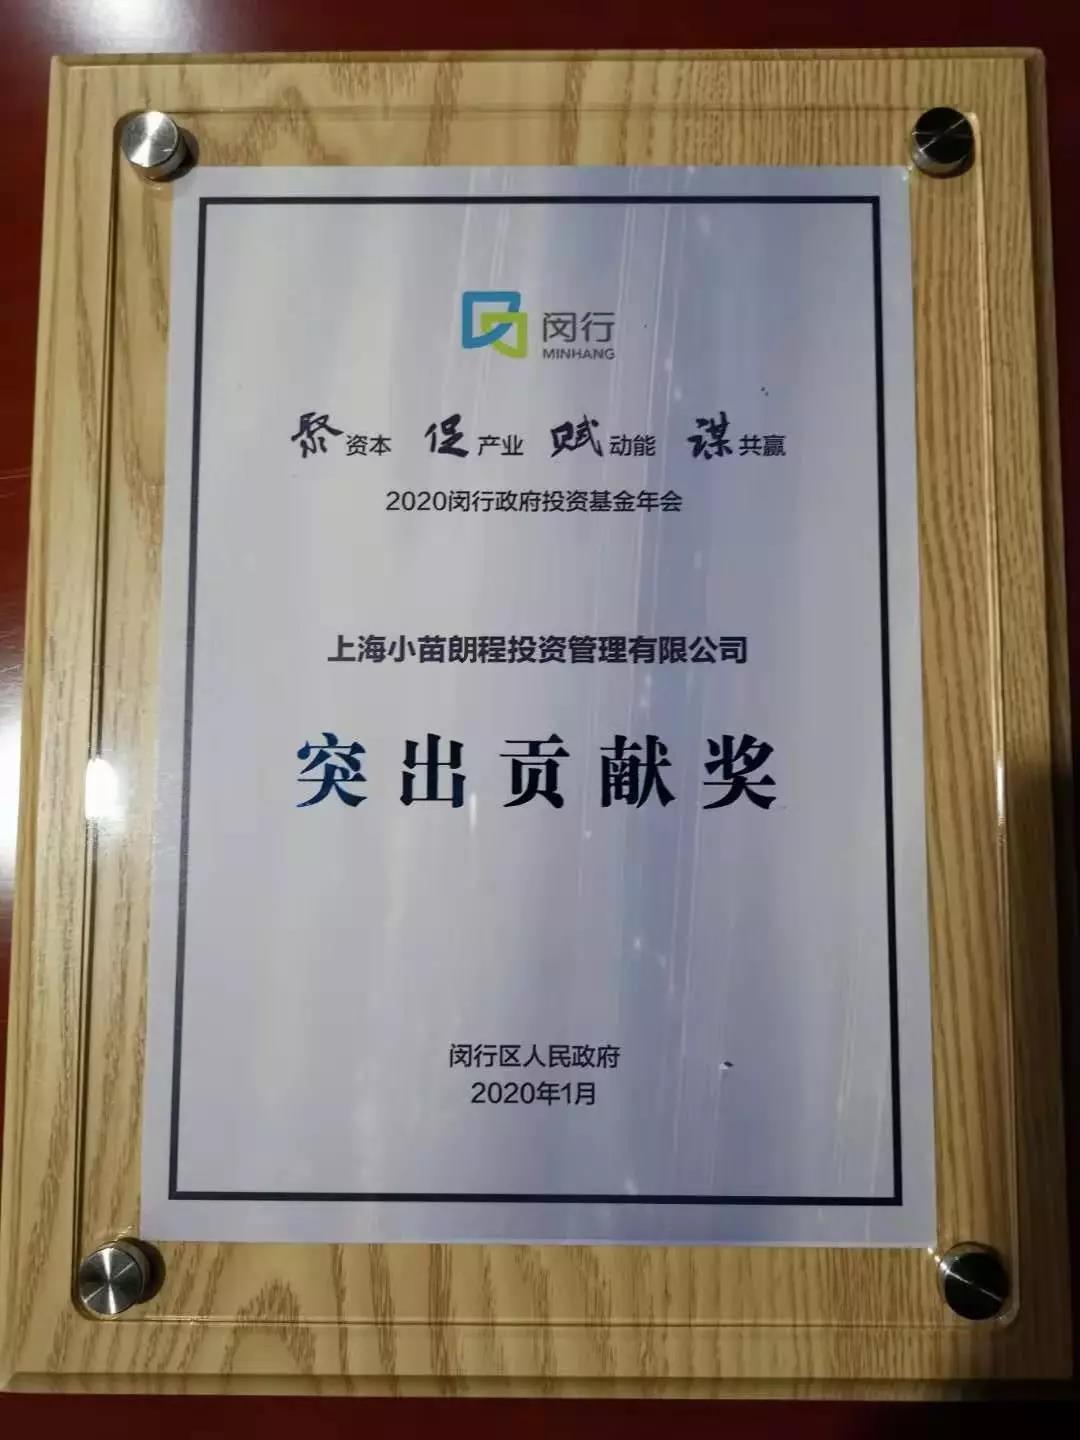 闵行
MINHANG
聚资本 促产业 赋动能 谋共赢
2020闵行政府投资基金年会
上海小苗朗程投资管理有限公司
突出贡献奖
闵行区人民政府
2020年1月